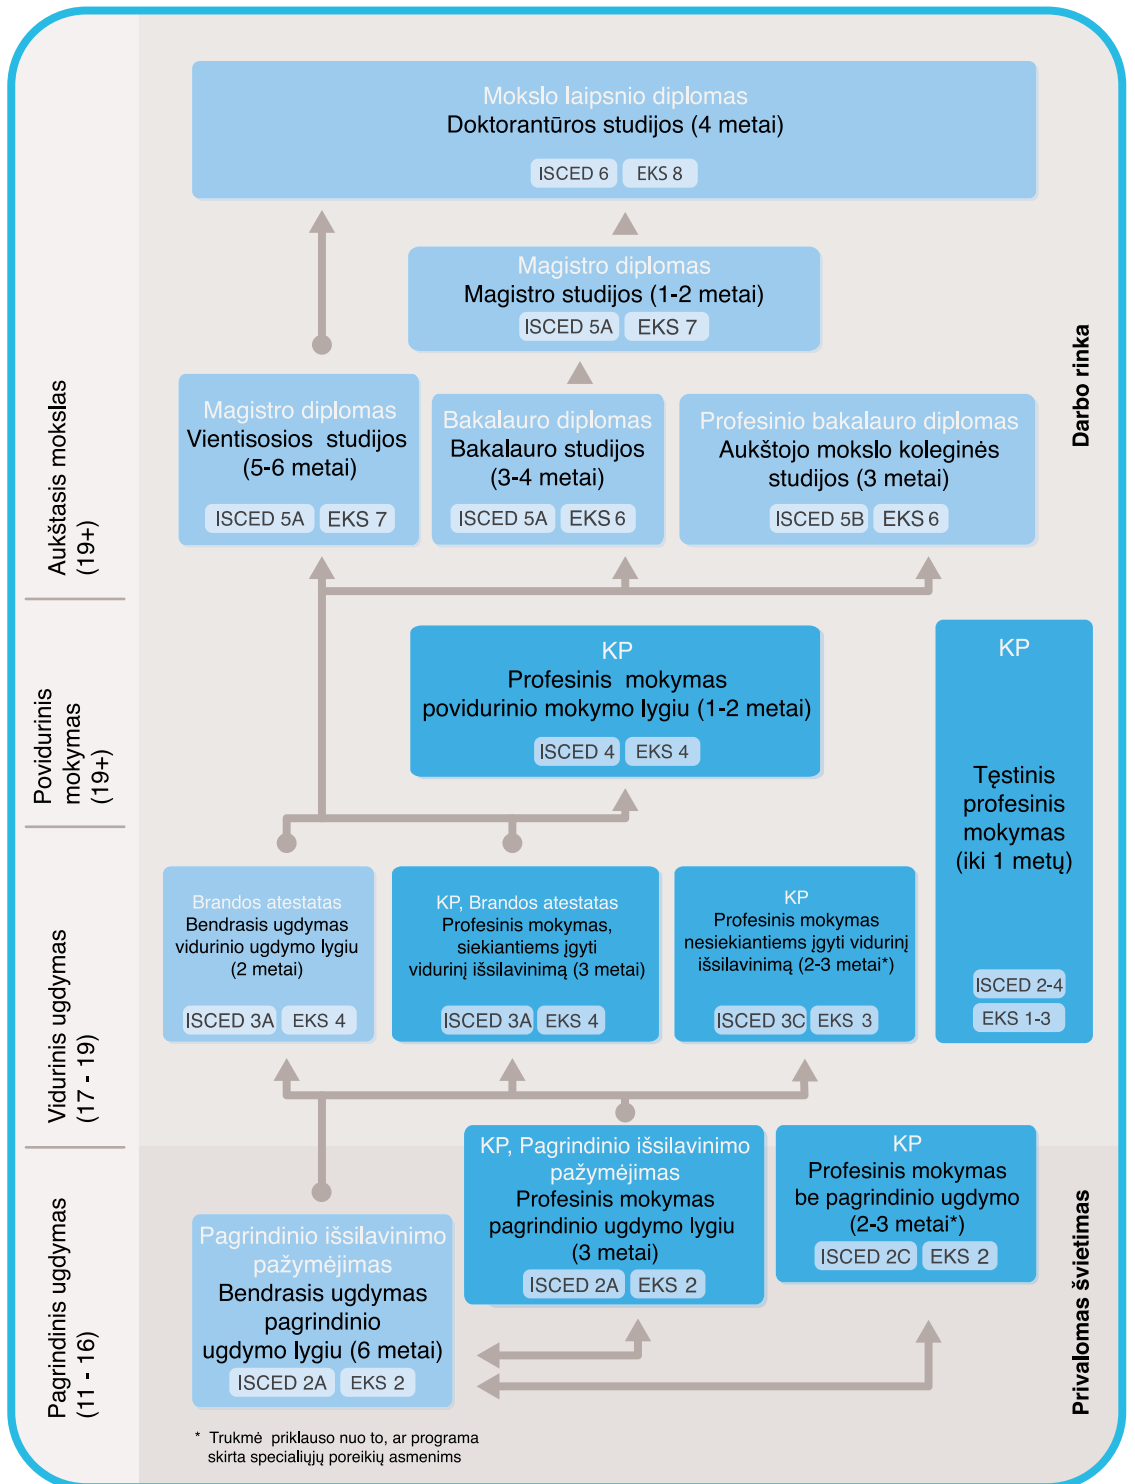 Mokslo laipsnio diplomas
Doktorantūros studijos (4 metai)
ISCED 6 EKS 8
Magistro diplomas
Magistro studijos (1-2 metai)
ISCED 5A EKS 7
Aukštasis mokslas
(19+)
Magistro diplomas
Vientisosios studijos
(5-6 metai)
ISCED 5A EKS 7
Bakalauro diplomas
Bakalauro studijos
(3-4 metai)
ISCED 5A EKS 6
Profesinio bakalauro diplomas
Aukštojo mokslo koleginės
studijos (3 metai)
ISCED 5B EKS 6
Darbo rinka
Povidurinis
mokymas
(19+)
KP
Profesinis mokymas
povidurinio mokymo lygiu (1-2 metai)
ISCED 4 EKS 4
KP
Tęstinis
profesinis
mokymas
(iki 1 metų)
ISCED 2-4
EKS 1-3
Vidurinis ugdymas
(17 - 19)
Brandos atestatas
Bendrasis ugdymas
vidurinio ugdymo lygiu
(2 metai)
ISCED 3A EKS 4
KP, Brandos atestatas
Profesinis mokymas,
siekiantiems įgyti
vidurinį išsilavinimą (3 metai)
ISCED 3A EKS 4
KP
Profesinis mokymas
nesiekiantiems įgyti vidurinį
išsilavinimą (2-3 metai*)
ISCED 3C EKS 3
Pagrindinis ugdymas
(11 - 16)
Pagrindinio išsilavinimo
pažymėjimas
Bendrasis ugdymas
pagrindinio
ugdymo lygiu (6 metai)
ISCED 2A EKS 2
KP, Pagrindinio išsilavinimo
pažymėjimas
Profesinis mokymas
pagrindinio ugdymo lygiu
(3 metai)
ISCED 2A EKS 2
KP
Profesinis mokymas
be pagrindinio ugdymo
(2-3 metai*)
ISCED 2C EKS 2
Privalomas švietimas
* Trukmė priklauso nuo to, ar programa
skirta specialiųjų poreikių asmenims